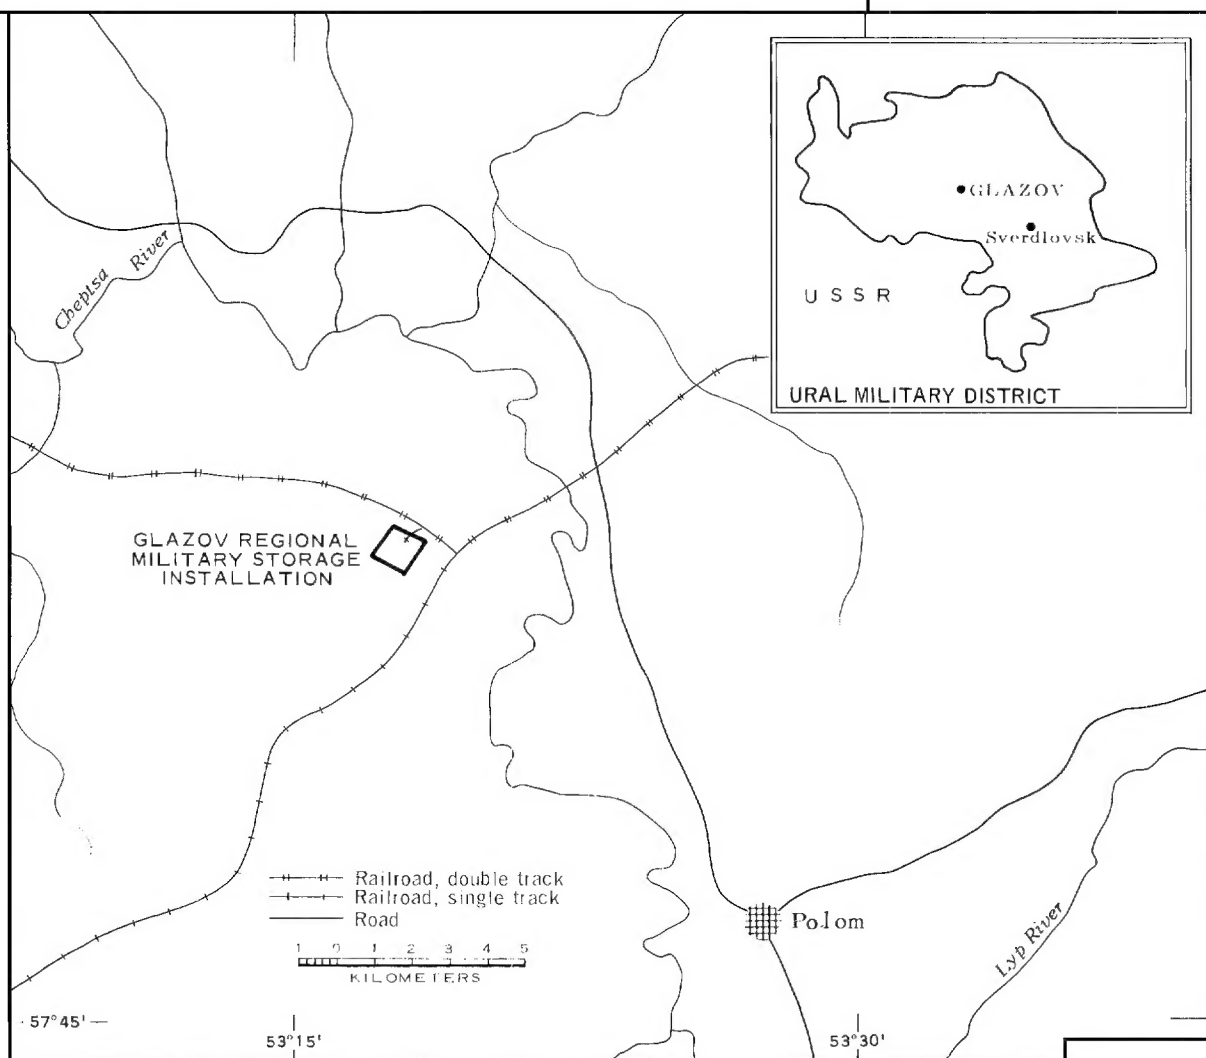 GLAZOV
Sverdlovsk
USSR
URAL MILITARY DISTRICT
Cheptsa River
GLAZOV REGIONAL
MILITARY STORAGE
INSTALLATION
Railroad, double track
Railroad, single track
Road
1 0 1 2 3 4 5
KILOMETERS
Polom
Lyp River
57°45'
53°15'
53°30'